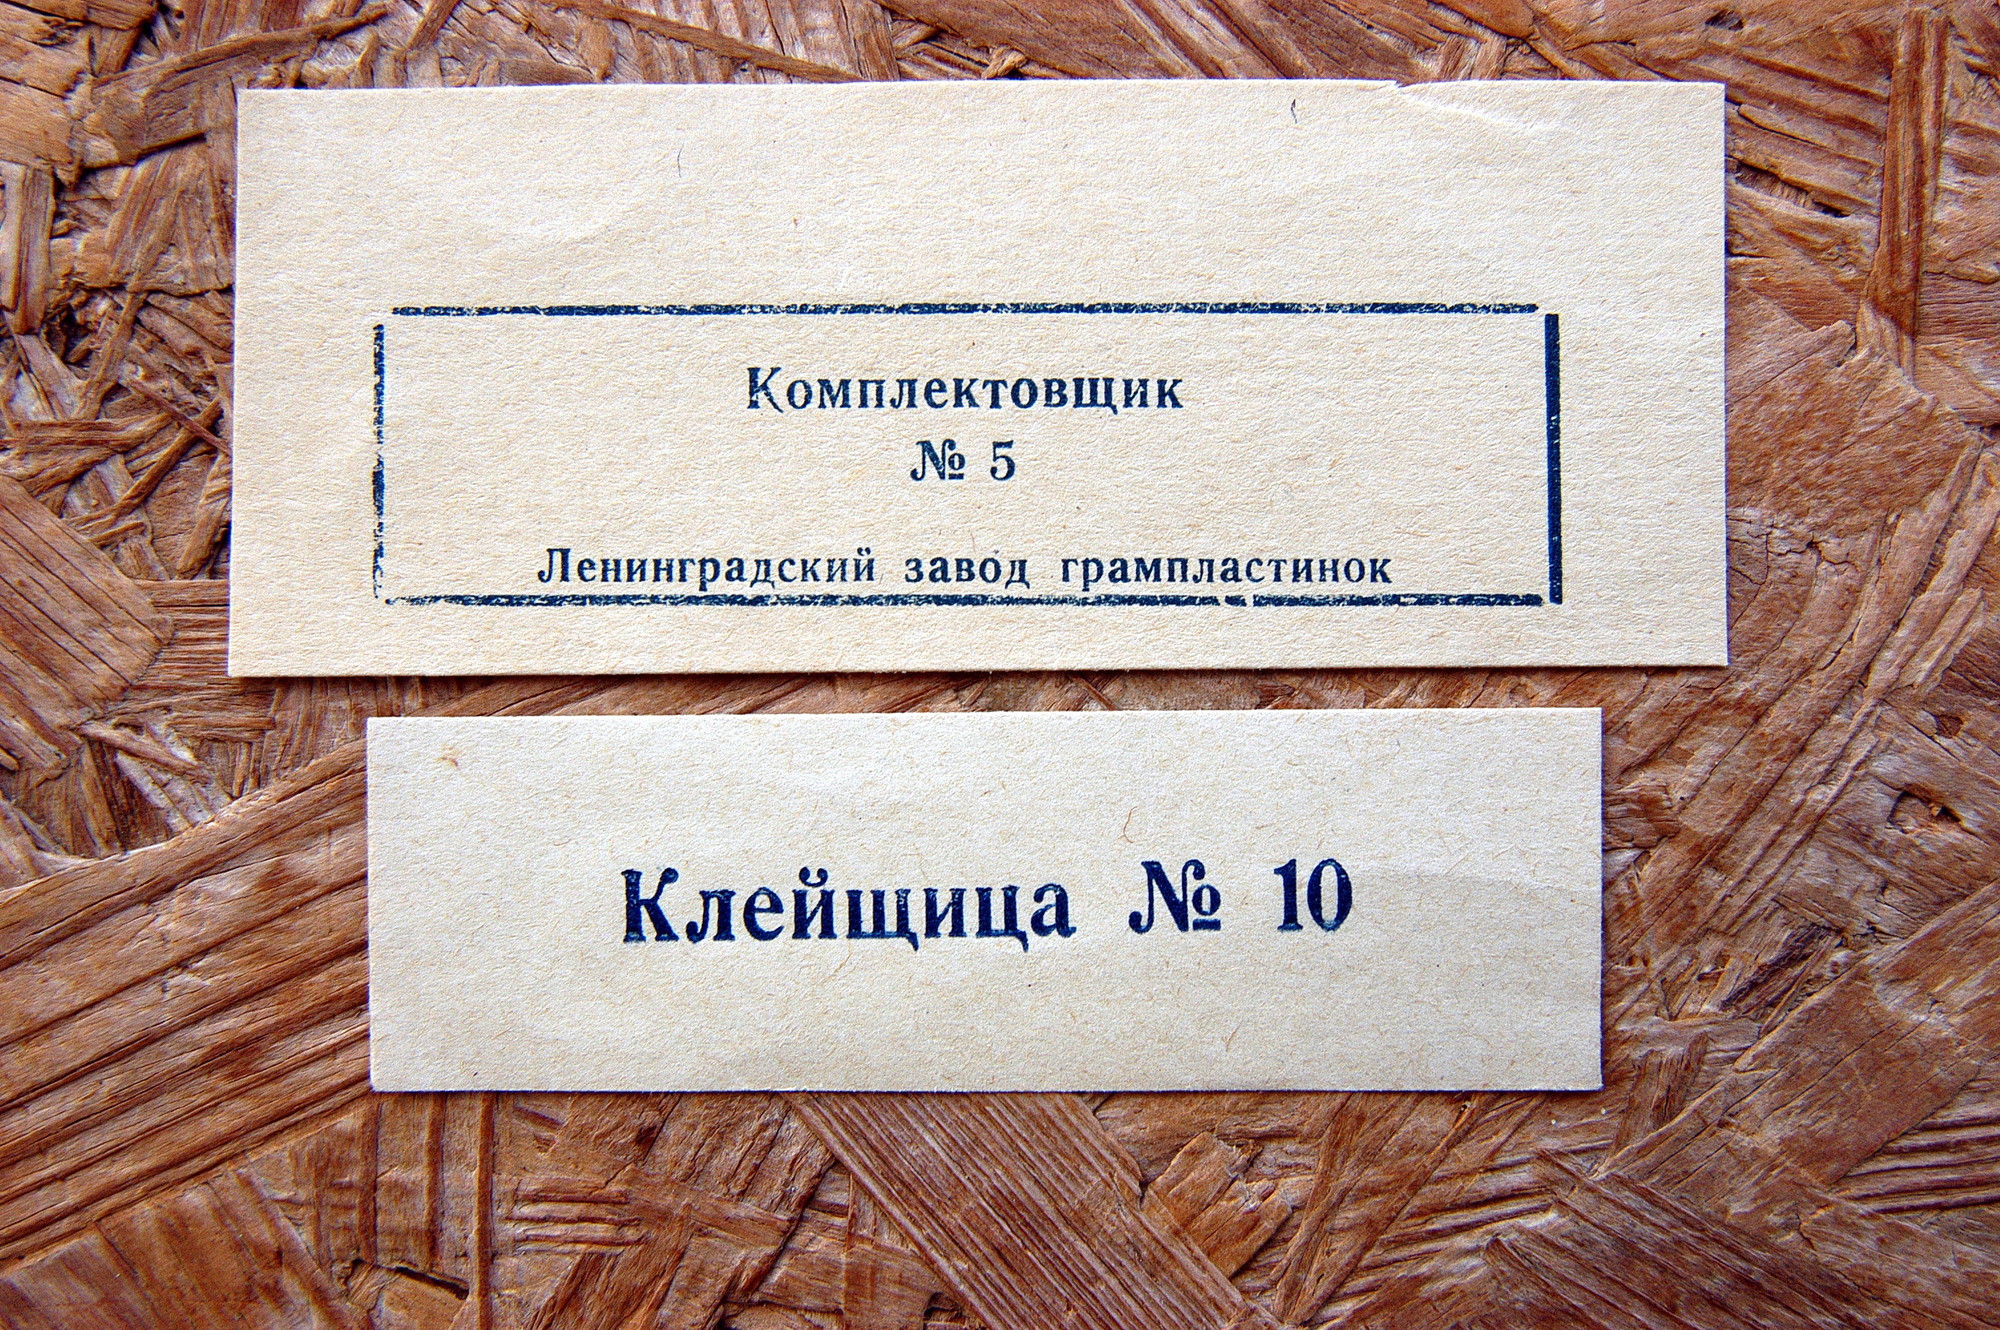 Комплектовщик
№ 5
Ленинградский завод грампластинок
Клейщица № 10